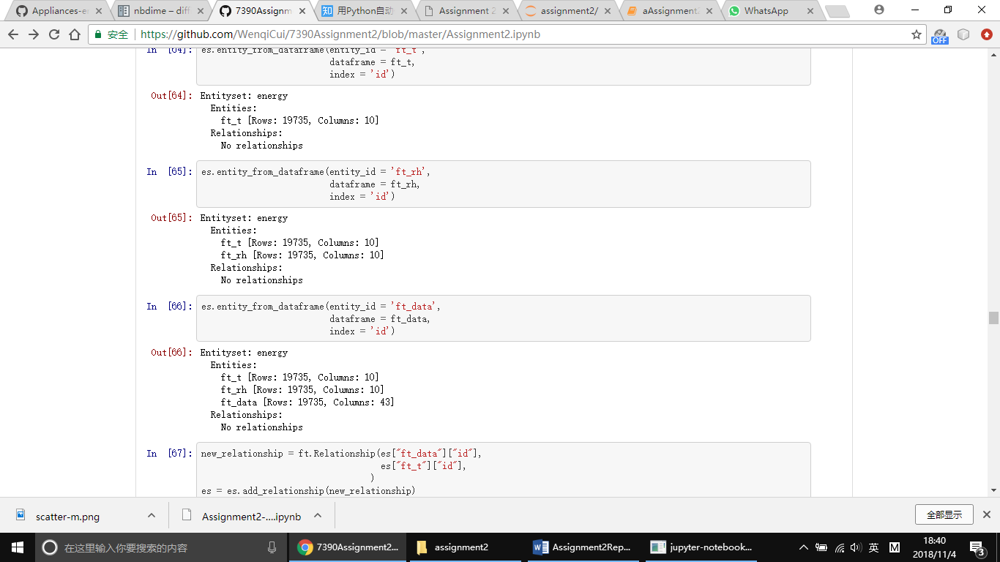 Appliances-e
nbdime – diff
7390Assignm
用Python自动
Assignment 2
assignment2/
aAssignment
WhatsApp
安全
https://github.com/WenqiCui/7390Assignment2/blob/master/Assignment2.ipynb
OFF
In [64]: es.entity_from_dataframe(entity_id = 'ft_t',
dataframe = ft_t,
index = 'id')
Out[64]: Entityset: energy
Entities:
ft_t [Rows: 19735, Columns: 10]
Relationships:
No relationships
In [65]: es.entity_from_dataframe(entity_id = 'ft_rh',
dataframe = ft_rh,
index = 'id')
Out[65]: Entityset: energy
Entities:
ft_t [Rows: 19735, Columns: 10]
ft_rh [Rows: 19735, Columns: 10]
Relationships:
No relationships
In [66]: es.entity_from_dataframe(entity_id = 'ft_data',
dataframe = ft_data,
index = 'id')
Out[66]: Entityset: energy
Entities:
ft_t [Rows: 19735, Columns: 10]
ft_rh [Rows: 19735, Columns: 10]
ft_data [Rows: 19735, Columns: 43]
Relationships:
No relationships
In [67]: new_relationship = ft.Relationship(es["ft_data"]["id"],
es["ft_t"]["id"],
)
es = es.add_relationship(new_relationship)
scatter-m.png
Assignment2-....ipynb
全部显示
在这里输入你要搜索的内容
7390Assignment2...
assignment2
Assignment2Rep...
jupyter-notebook...
英
M
18:40
2018/11/4
3